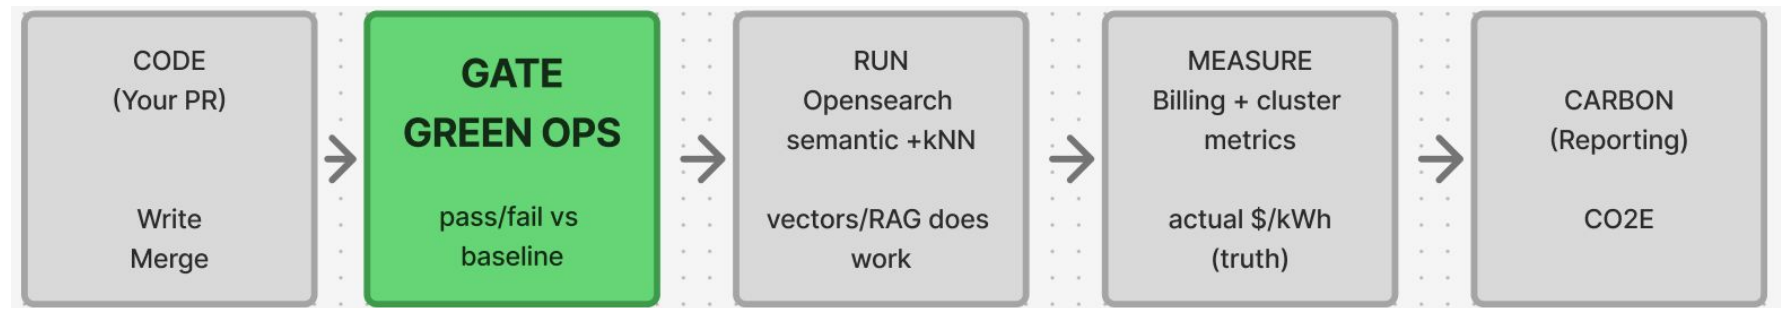 CODE
(Your PR)
Write
Merge
GATE
GREEN OPS
pass/fail vs
baseline
RUN
Opensearch
semantic +kNN
vectors/RAG does
work
MEASURE
Billing + cluster
metrics
actual $/kWh
(truth)
CARBON
(Reporting)
CO2E